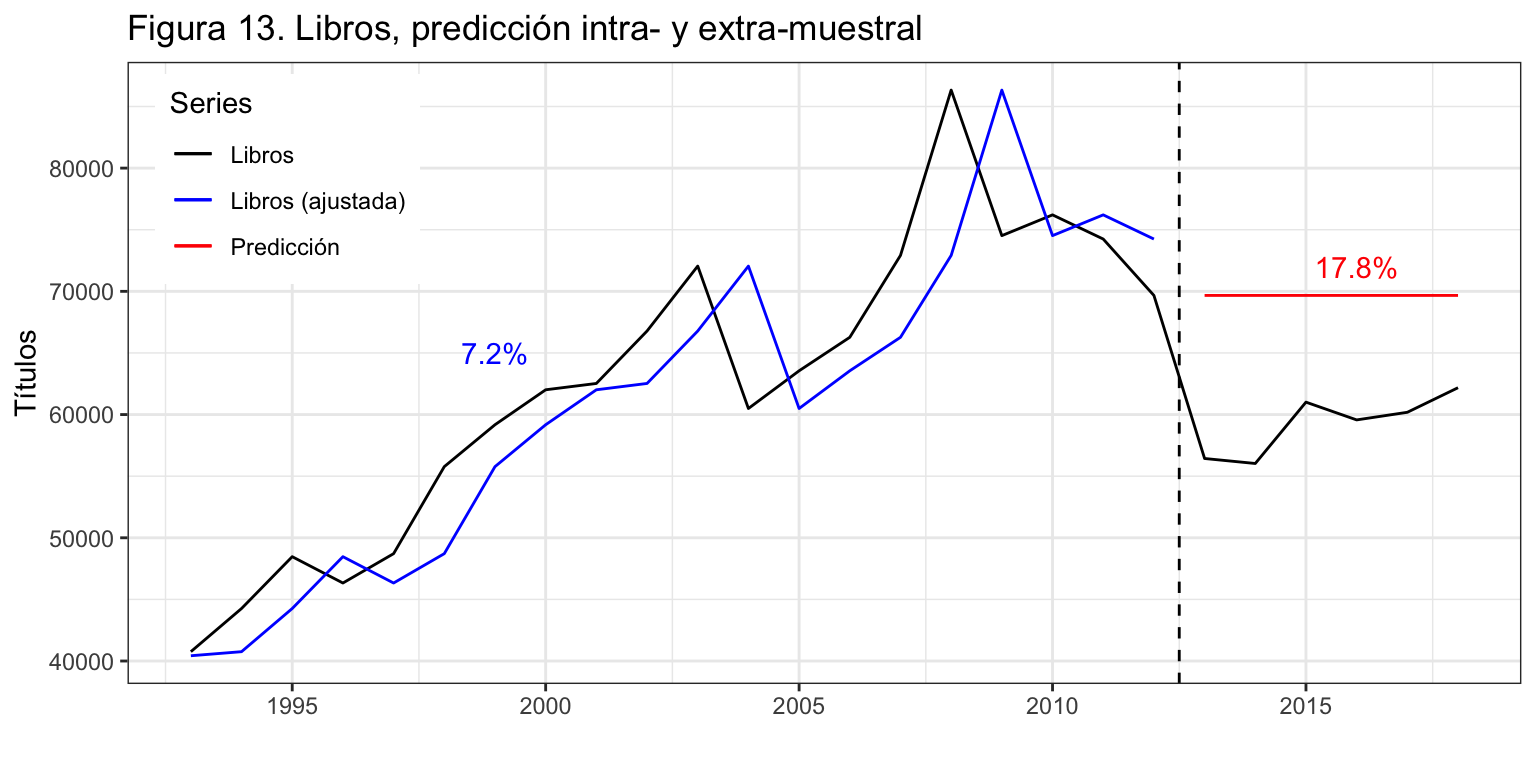 Figura 13. Libros, predicción intra- y extra-muestral
Series
Libros
Libros (ajustada)
Predicción
80000
70000
60000
50000
40000
Títulos
7.2%
17.8%
1995
2000
2005
2010
2015